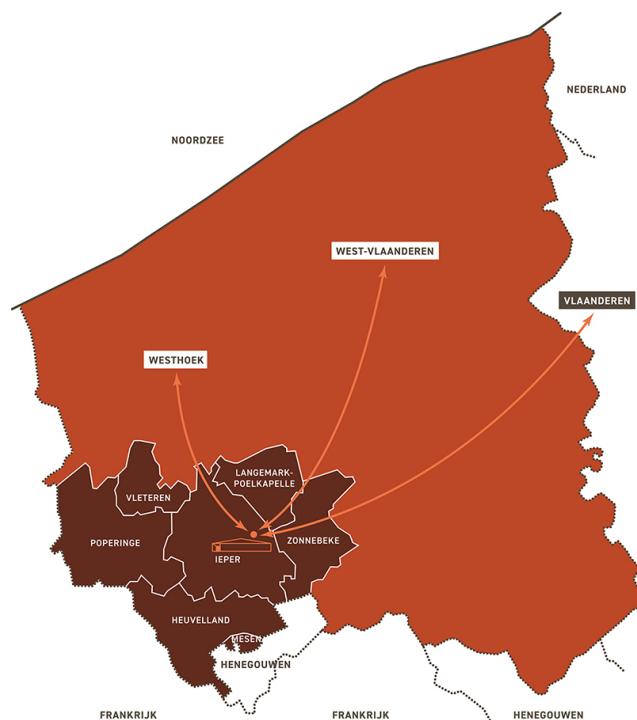 NEDERLAND
NOORDZEE
WEST-VLAANDEREN
VLAANDEREN
WESTHOEK
LANGEMARK-
POELKAPELLE
VLETEREN
POPERINGE
ZONNEBEKE
IEPER
HEUVELLAND
MESEN
HENEGOUWEN
FRANKRIJK
FRANKRIJK
HENEGOUWEN